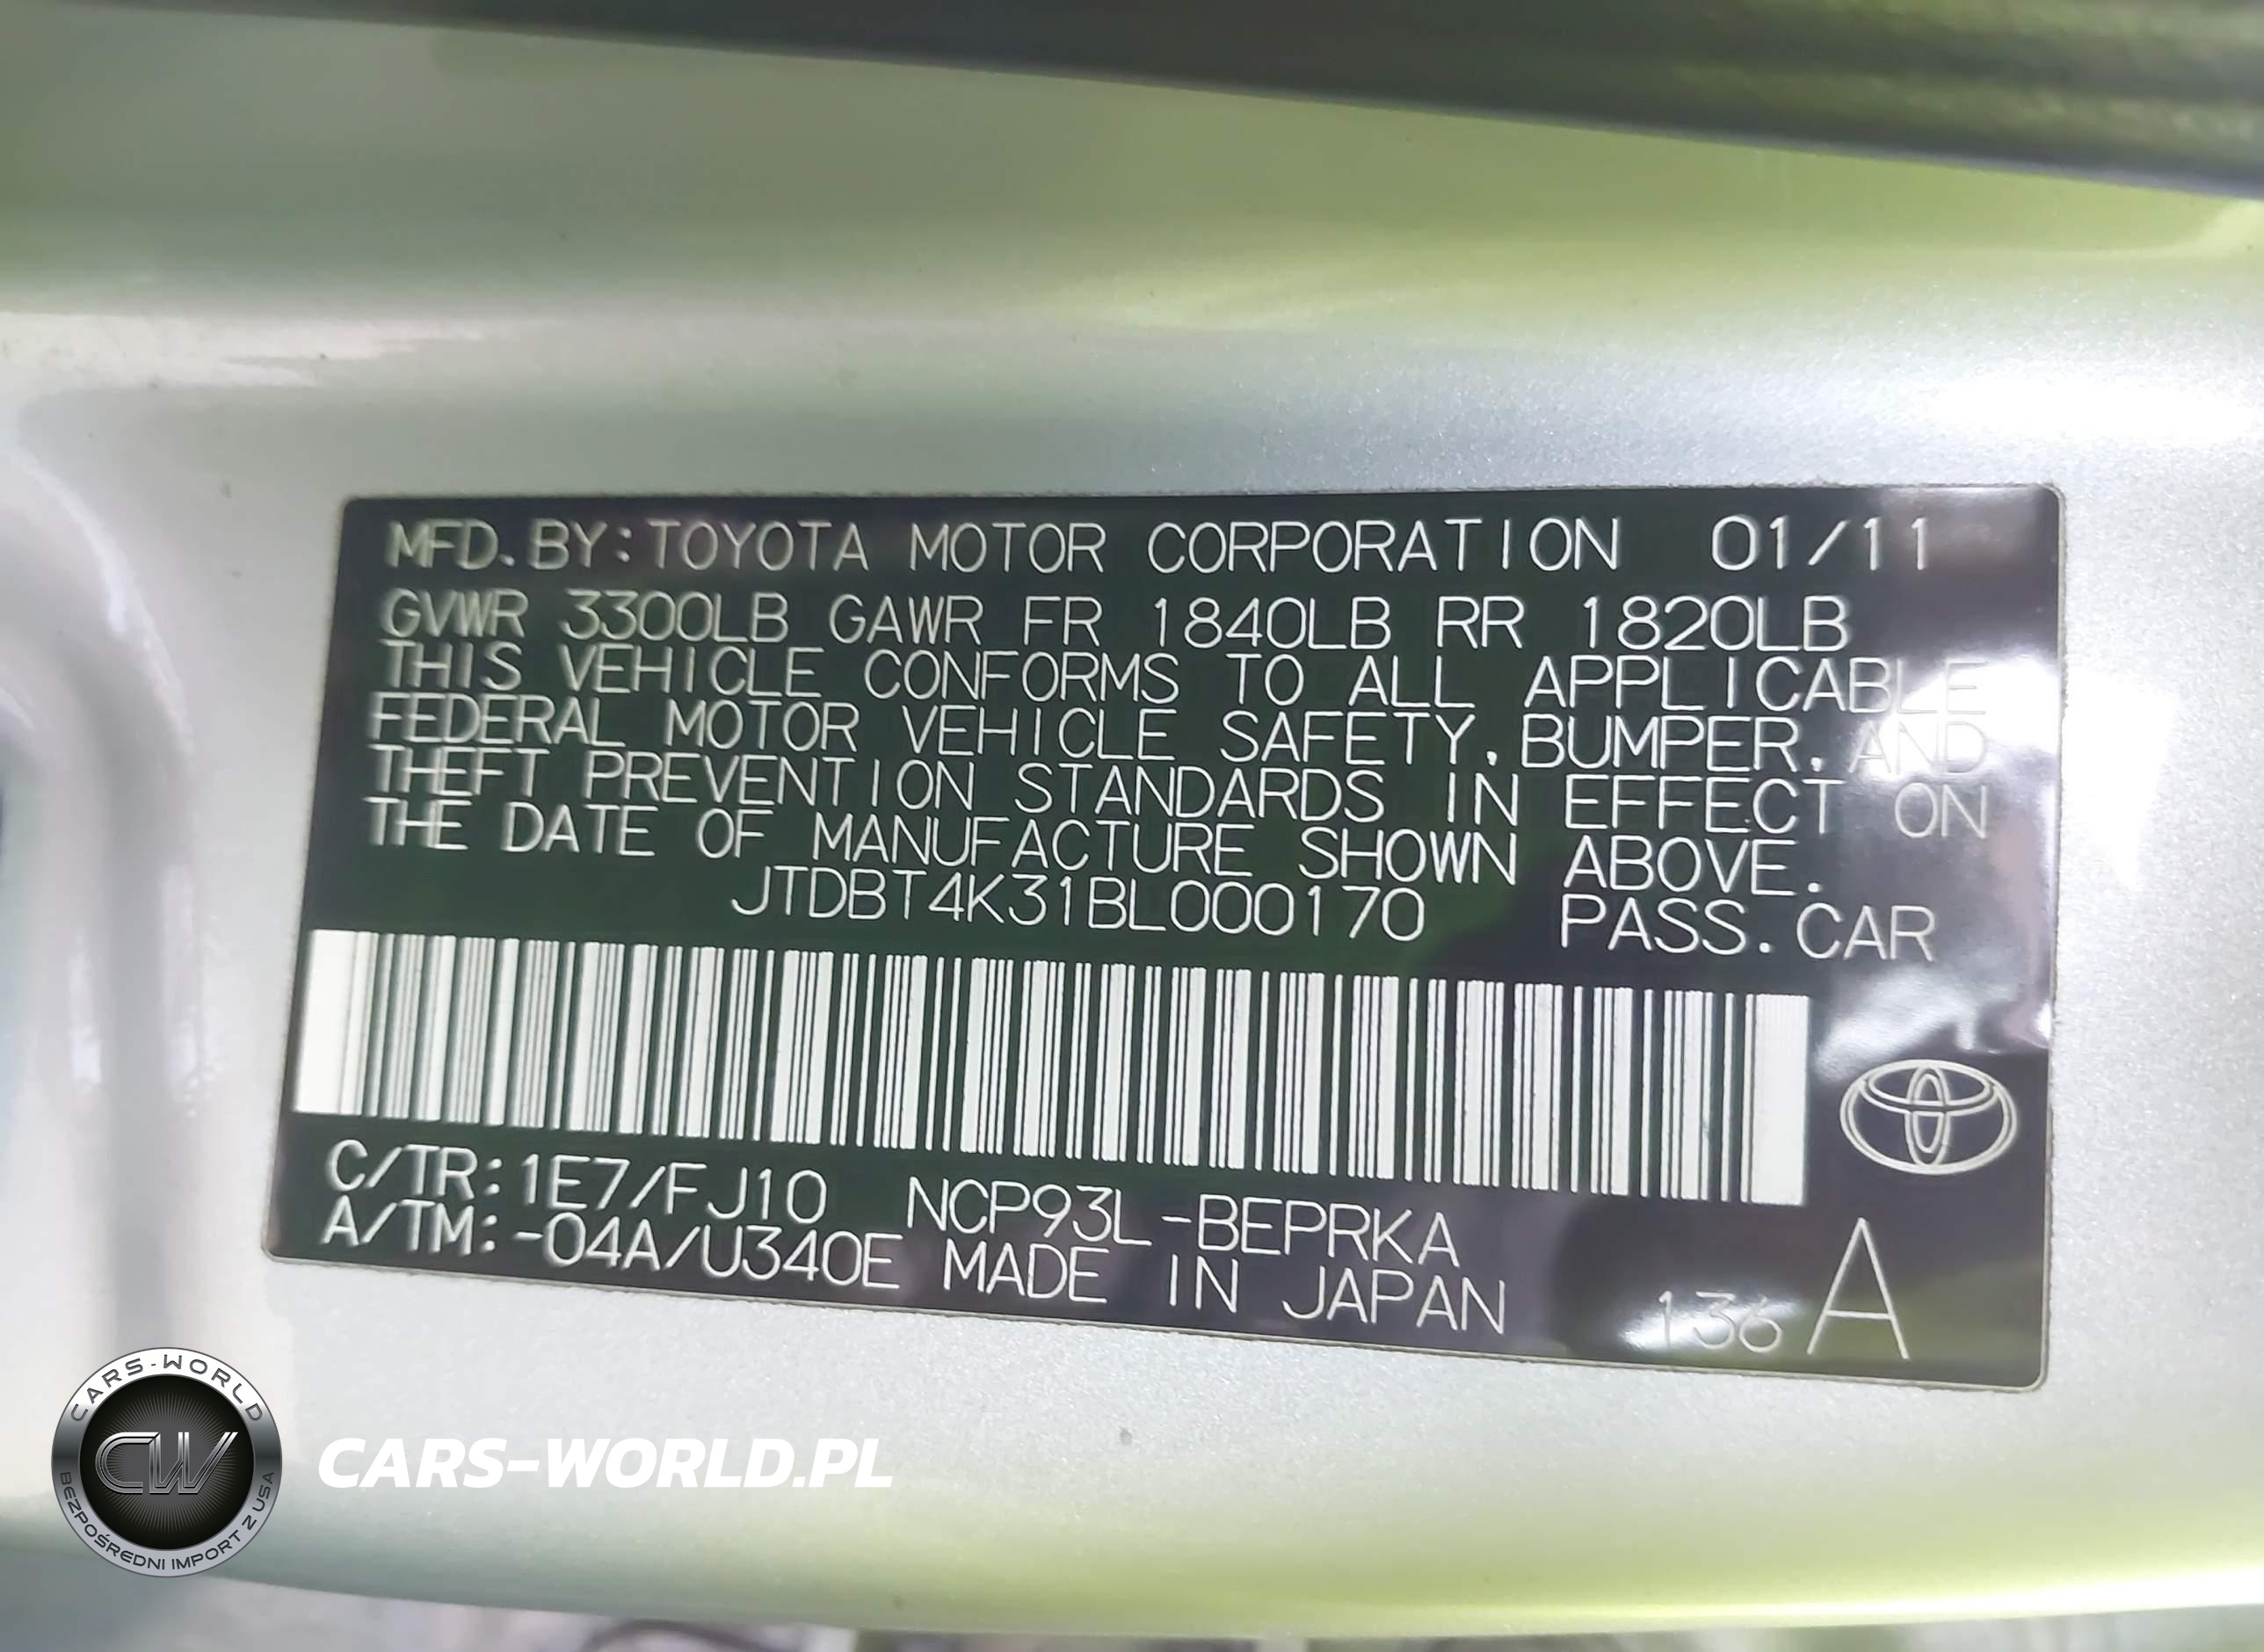 MFD. BY: TOYOTA MOTOR CORPORATION 01/11
GVWR 3300LB GAWR FR 1840LB RR 1820LB
THIS VEHICLE CONFORMS TO ALL APPLICABLE
FEDERAL MOTOR VEHICLE SAFETY, BUMPER, AND
THEFT PREVENTION STANDARDS IN EFFECT ON
THE DATE OF MANUFACTURE SHOWN ABOVE.
JTDBT4K31BL000170 PASS. CAR
C/TR: 1E7/FJ10 NCP93L-BEPRKA
A/TM: -04A/U340E MADE IN JAPAN
136 A
CARS-WORLD
CW
BEZPOŚREDNI IMPORT Z USA
CARS-WORLD.PL